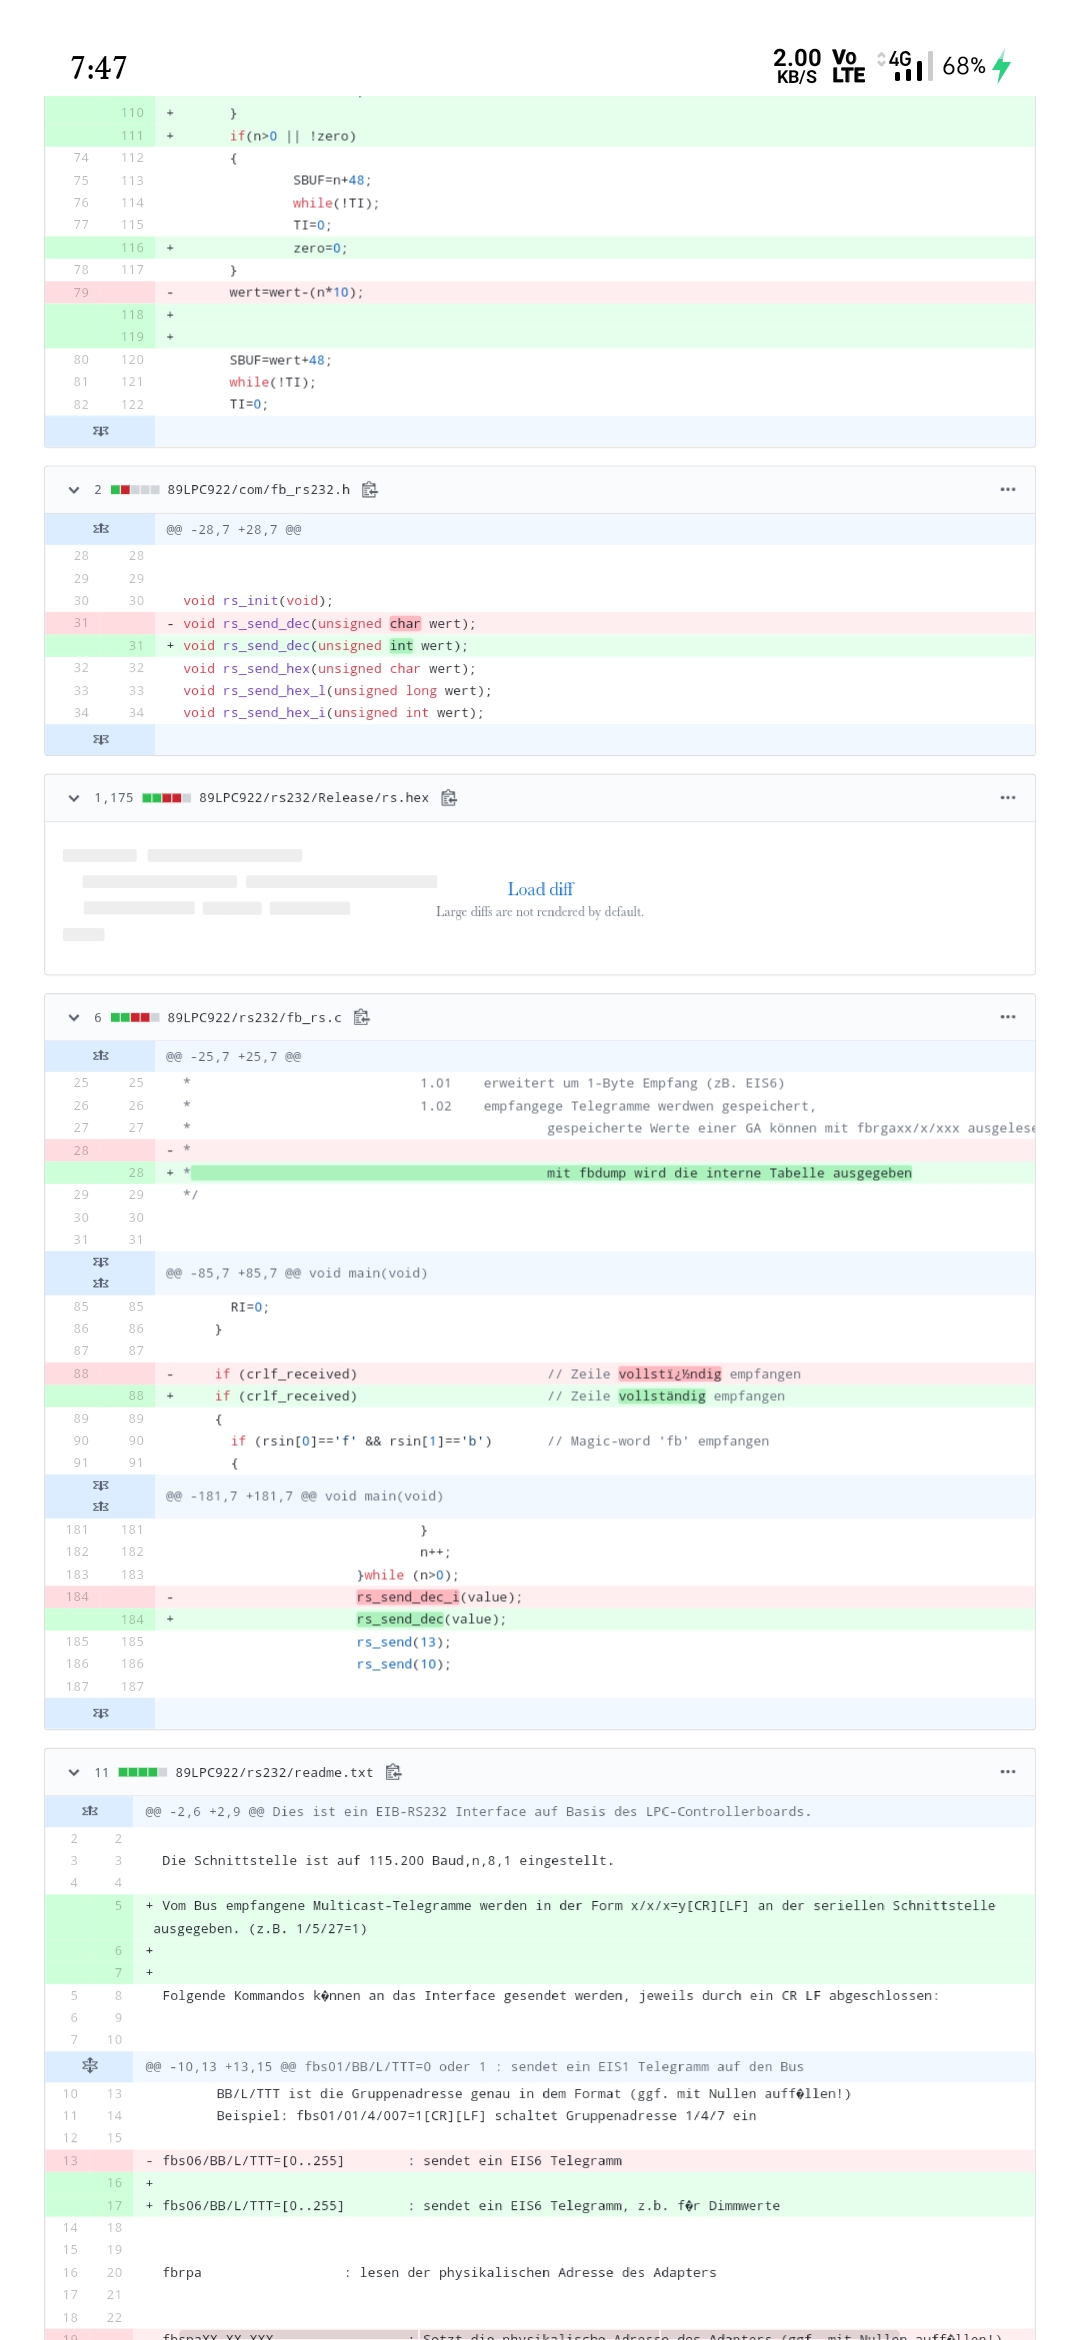 7:47 2.00 KB/S Vo LTE 4G 68%
110 + }
111 + if(n>0 || !zero)
74 112 {
75 113 SBUF=n+48;
76 114 while(!TI);
77 115 TI=0;
116 + zero=0;
78 117 }
79 - wert=wert-(n*10);
118 +
119 +
80 120 SBUF=wert+48;
81 121 while(!TI);
82 122 TI=0;
2 89LPC922/com/fb_rs232.h
@@ -28,7 +28,7 @@
28 28
29 29
30 30 void rs_init(void);
31 - void rs_send_dec(unsigned char wert);
31 + void rs_send_dec(unsigned int wert);
32 32 void rs_send_hex(unsigned char wert);
33 33 void rs_send_hex_l(unsigned long wert);
34 34 void rs_send_hex_i(unsigned int wert);
1,175 89LPC922/rs232/Release/rs.hex
Load diff
Large diffs are not rendered by default.
6 89LPC922/rs232/fb_rs.c
@@ -25,7 +25,7 @@
25 25 * 1.01 erweitert um 1-Byte Empfang (zB. EIS6)
26 26 * 1.02 empfangege Telegramme werdwen gespeichert,
27 27 * gespeicherte Werte einer GA können mit fbrgaxx/x/xxx ausgelese
28 - *
28 + * mit fbdump wird die interne Tabelle ausgegeben
29 29 */
30 30
31 31
@@ -85,7 +85,7 @@ void main(void)
85 85 RI=0;
86 86 }
87 87
88 - if (crlf_received) // Zeile vollstï¿½ndig empfangen
88 + if (crlf_received) // Zeile vollständig empfangen
89 89 {
90 90 if (rsin[0]=='f' && rsin[1]=='b') // Magic-word 'fb' empfangen
91 91 {
@@ -181,7 +181,7 @@ void main(void)
181 181 }
182 182 n++;
183 183 }while (n>0);
184 - rs_send_dec_i(value);
184 + rs_send_dec(value);
185 185 rs_send(13);
186 186 rs_send(10);
187 187
11 89LPC922/rs232/readme.txt
@@ -2,6 +2,9 @@ Dies ist ein EIB-RS232 Interface auf Basis des LPC-Controllerboards.
2 2
3 3 Die Schnittstelle ist auf 115.200 Baud,n,8,1 eingestellt.
4 4
5 + Vom Bus empfangene Multicast-Telegramme werden in der Form x/x/x=y[CR][LF] an der seriellen Schnittstelle
ausgegeben. (z.B. 1/5/27=1)
6 +
7 +
5 8 Folgende Kommandos k�nnen an das Interface gesendet werden, jeweils durch ein CR LF abgeschlossen:
6 9
7 10
@@ -10,13 +13,15 @@ fbs01/BB/L/TTT=0 oder 1 : sendet ein EIS1 Telegramm auf den Bus
10 13 BB/L/TTT ist die Gruppenadresse genau in dem Format (ggf. mit Nullen auff�llen!)
11 14 Beispiel: fbs01/01/4/007=1[CR][LF] schaltet Gruppenadresse 1/4/7 ein
12 15
13 - fbs06/BB/L/TTT=[0..255] : sendet ein EIS6 Telegramm
16 +
17 + fbs06/BB/L/TTT=[0..255] : sendet ein EIS6 Telegramm, z.b. f�r Dimmwerte
14 18
15 19
16 20 fbrpa : lesen der physikalischen Adresse des Adapters
17 21
18 22
19 - fbspaXX.XX.XXX : Setzt die physikalische Adresse des Adapters (ggf. mit Nullen auff�llen!)